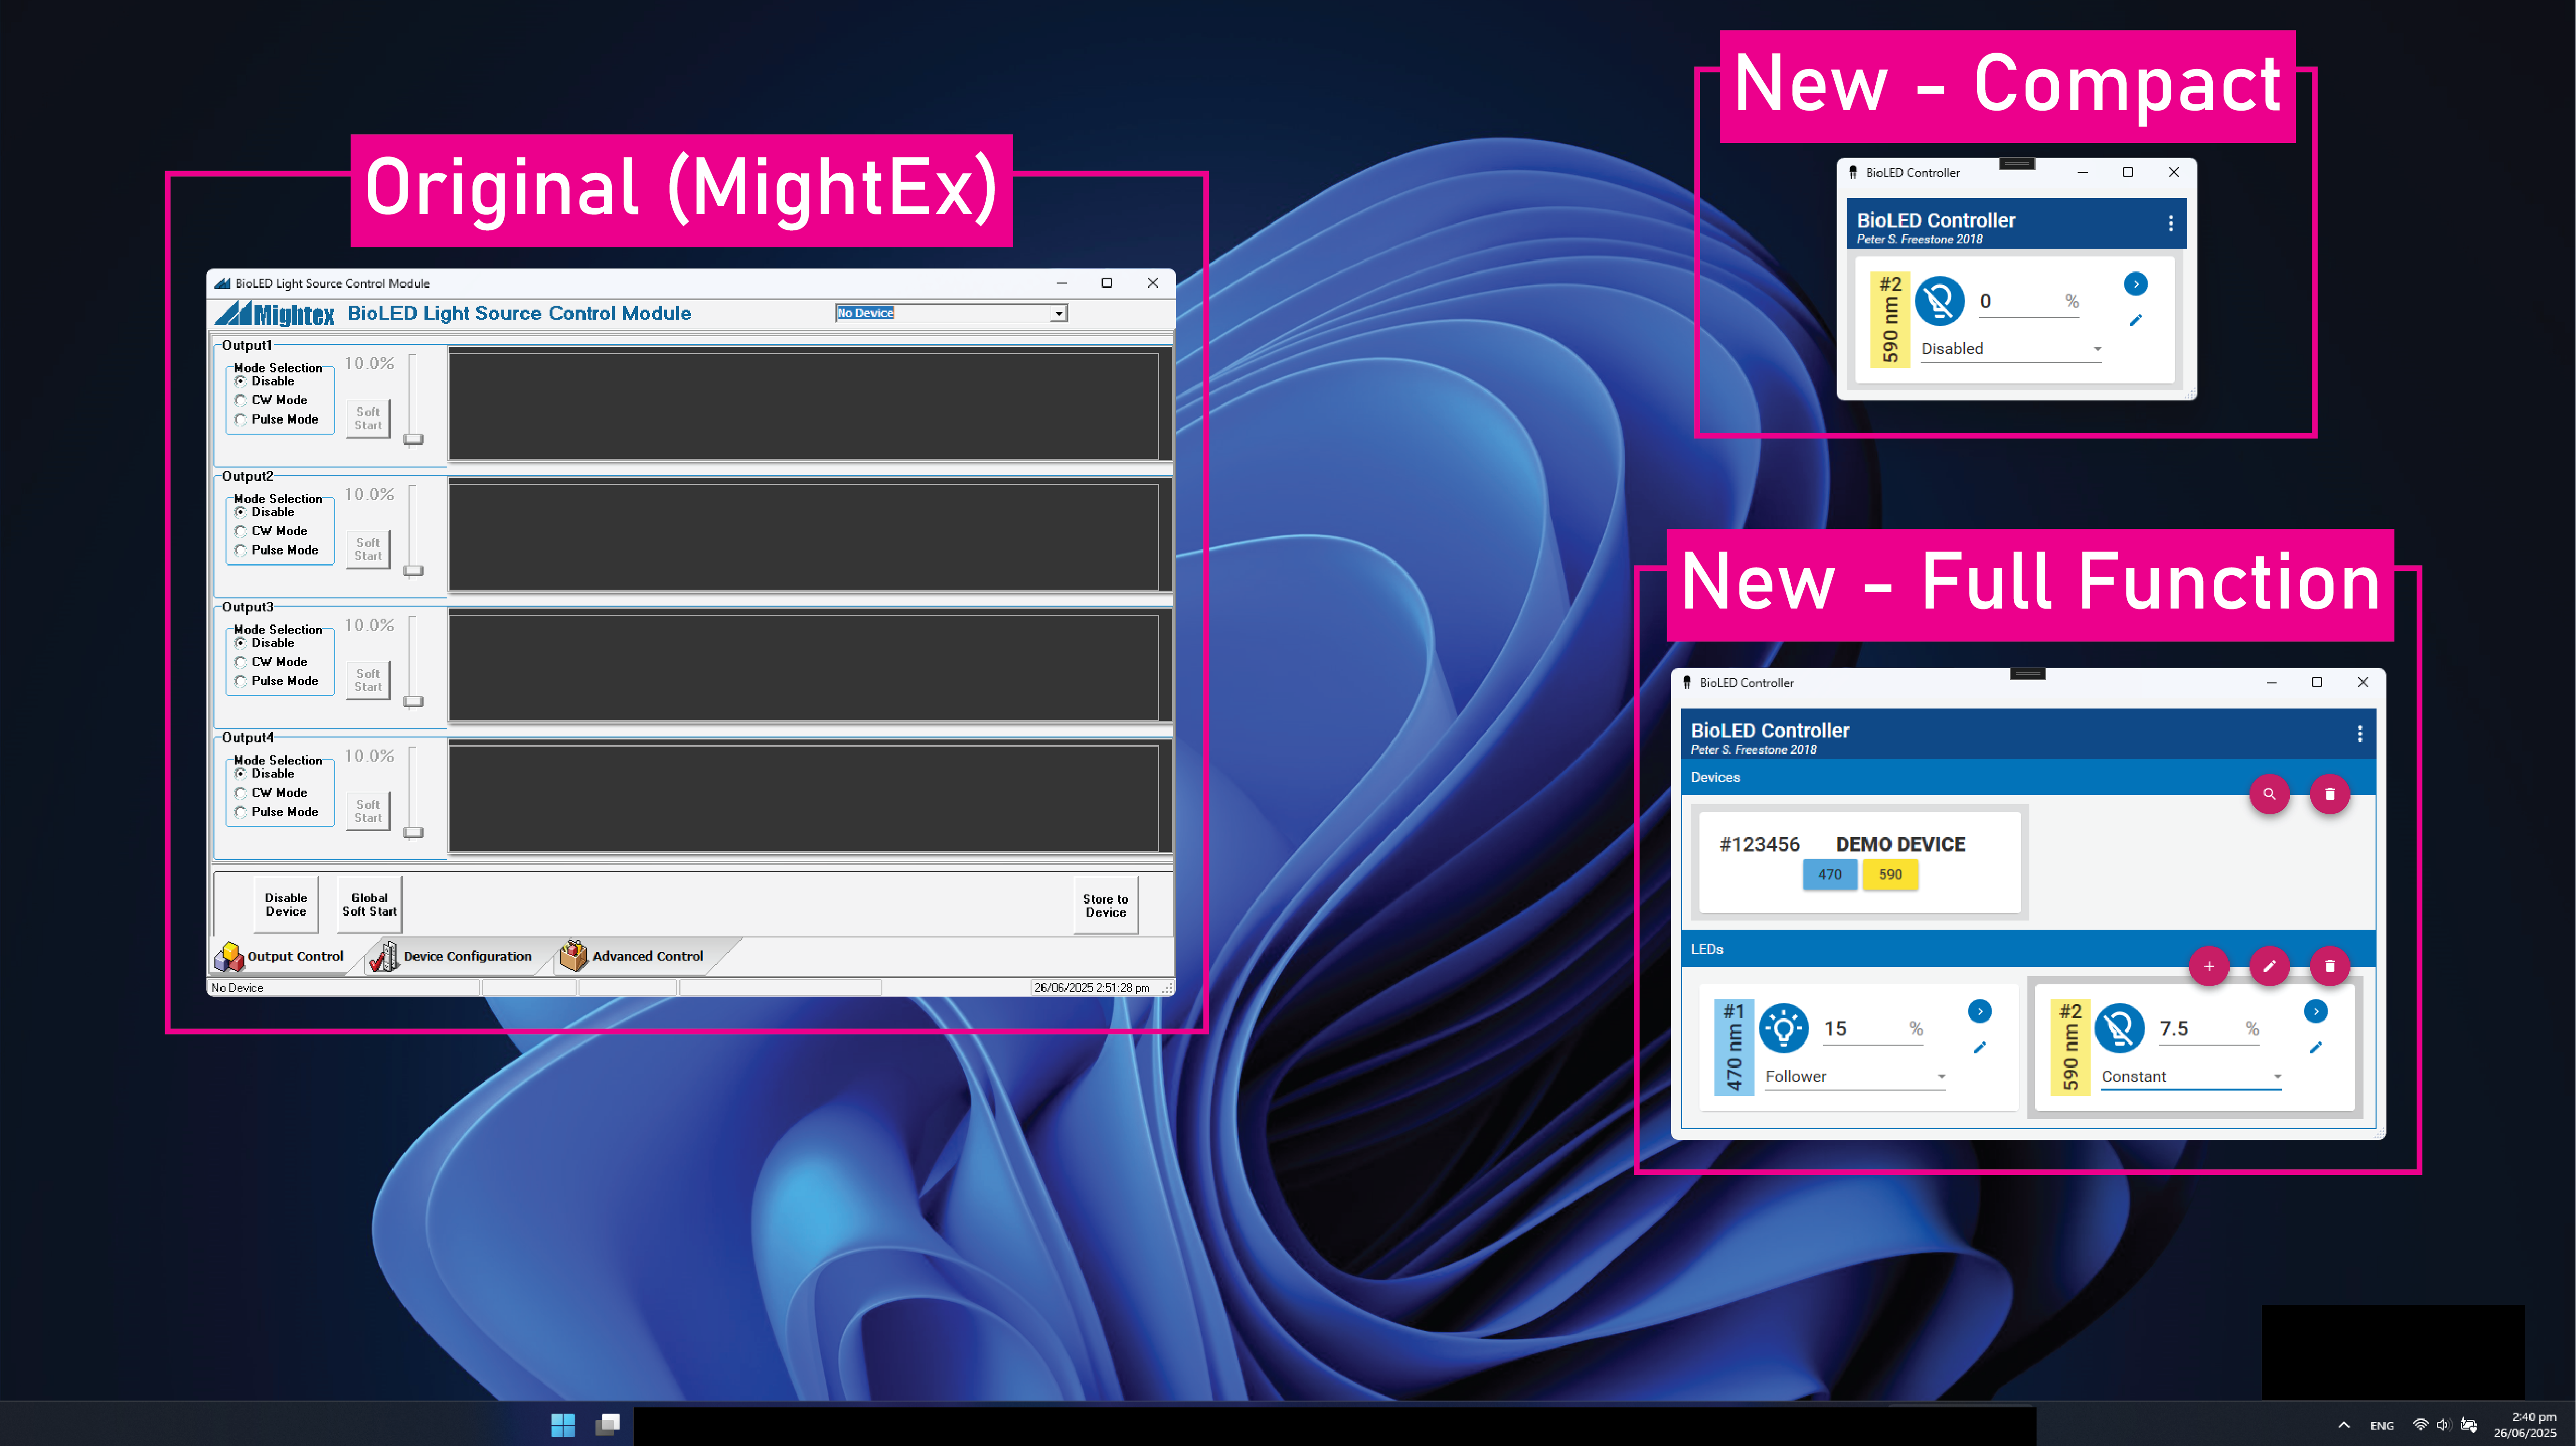 Original (MightEx)
BioLED Light Source Control Module
Mightex BioLED Light Source Control Module
No Device
Output1
Mode Selection
Disable
CW Mode
Pulse Mode
10.0%
Soft
Start
Output2
Mode Selection
Disable
CW Mode
Pulse Mode
10.0%
Soft
Start
Output3
Mode Selection
Disable
CW Mode
Pulse Mode
10.0%
Soft
Start
Output4
Mode Selection
Disable
CW Mode
Pulse Mode
10.0%
Soft
Start
Disable
Device
Global
Soft Start
Store to
Device
Output Control
Device Configuration
Advanced Control
No Device
26/06/2025 2:51:28 pm
New - Compact
BioLED Controller
BioLED Controller
Peter S. Freestone 2018
#2
590 nm
0 %
Disabled
New - Full Function
BioLED Controller
BioLED Controller
Peter S. Freestone 2018
Devices
#123456 DEMO DEVICE
470 590
LEDs
#1
470 nm
15 %
Follower
#2
590 nm
7.5 %
Constant
ENG
2:40 pm
26/06/2025